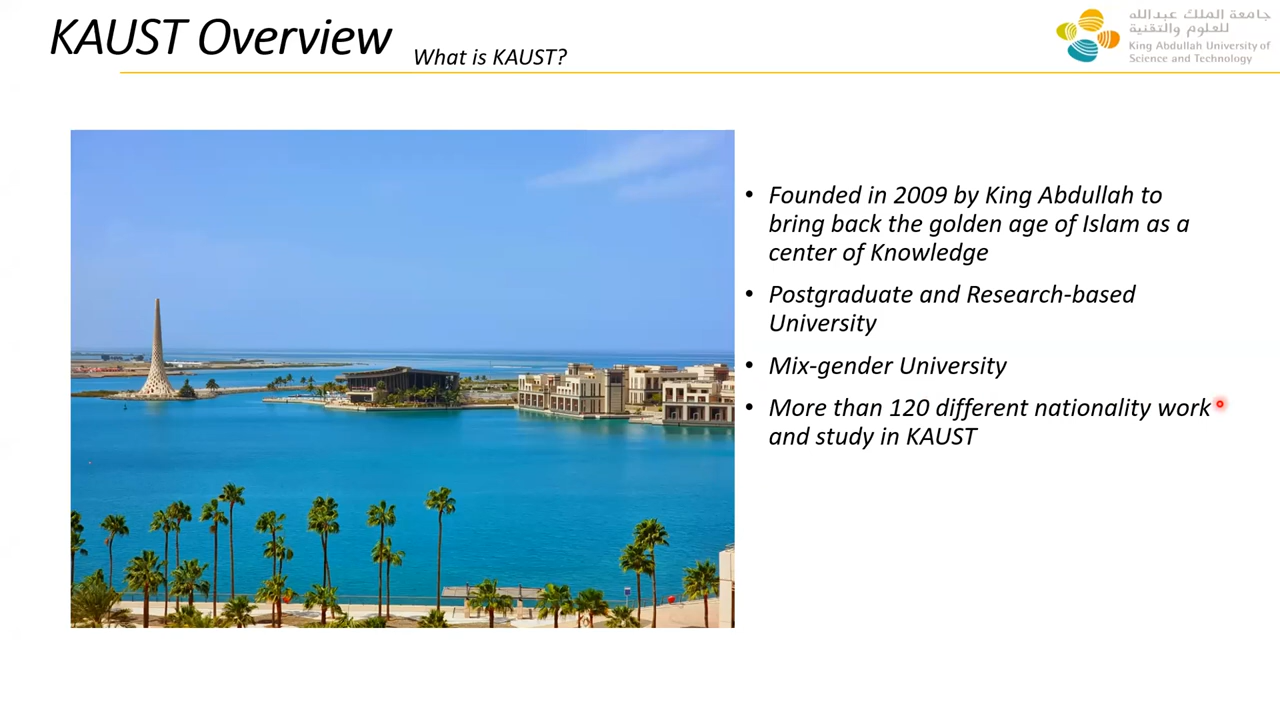 KAUST Overview
What is KAUST?
جامعة الملك عبدالله
للعلوم والتقنية
King Abdullah University of
Science and Technology
• Founded in 2009 by King Abdullah to
bring back the golden age of Islam as a
center of Knowledge
• Postgraduate and Research-based
University
• Mix-gender University
• More than 120 different nationality work
and study in KAUST